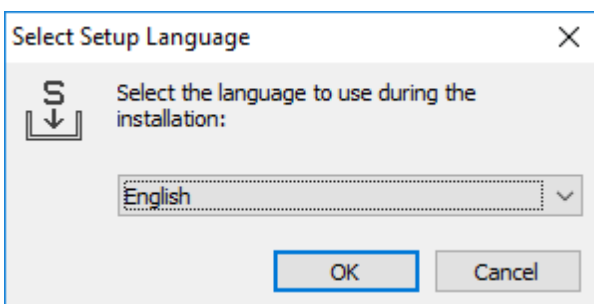 Select Setup Language
S
Select the language to use during the
installation:
English
OK
Cancel